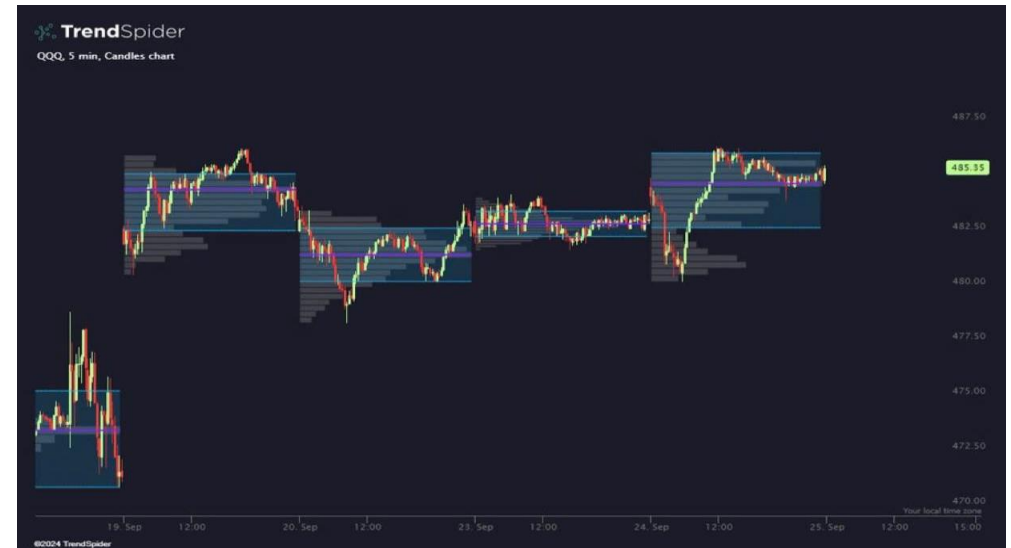 TrendSpider
QQQ, 5 min, Candles chart
487.50
485.35
482.50
480.00
477.50
475.00
472.50
470.00
Your local time zone
19. Sep 12:00 20. Sep 12:00 23. Sep 12:00 24. Sep 12:00 25. Sep 12:00 15:00
©2024 TrendSpider